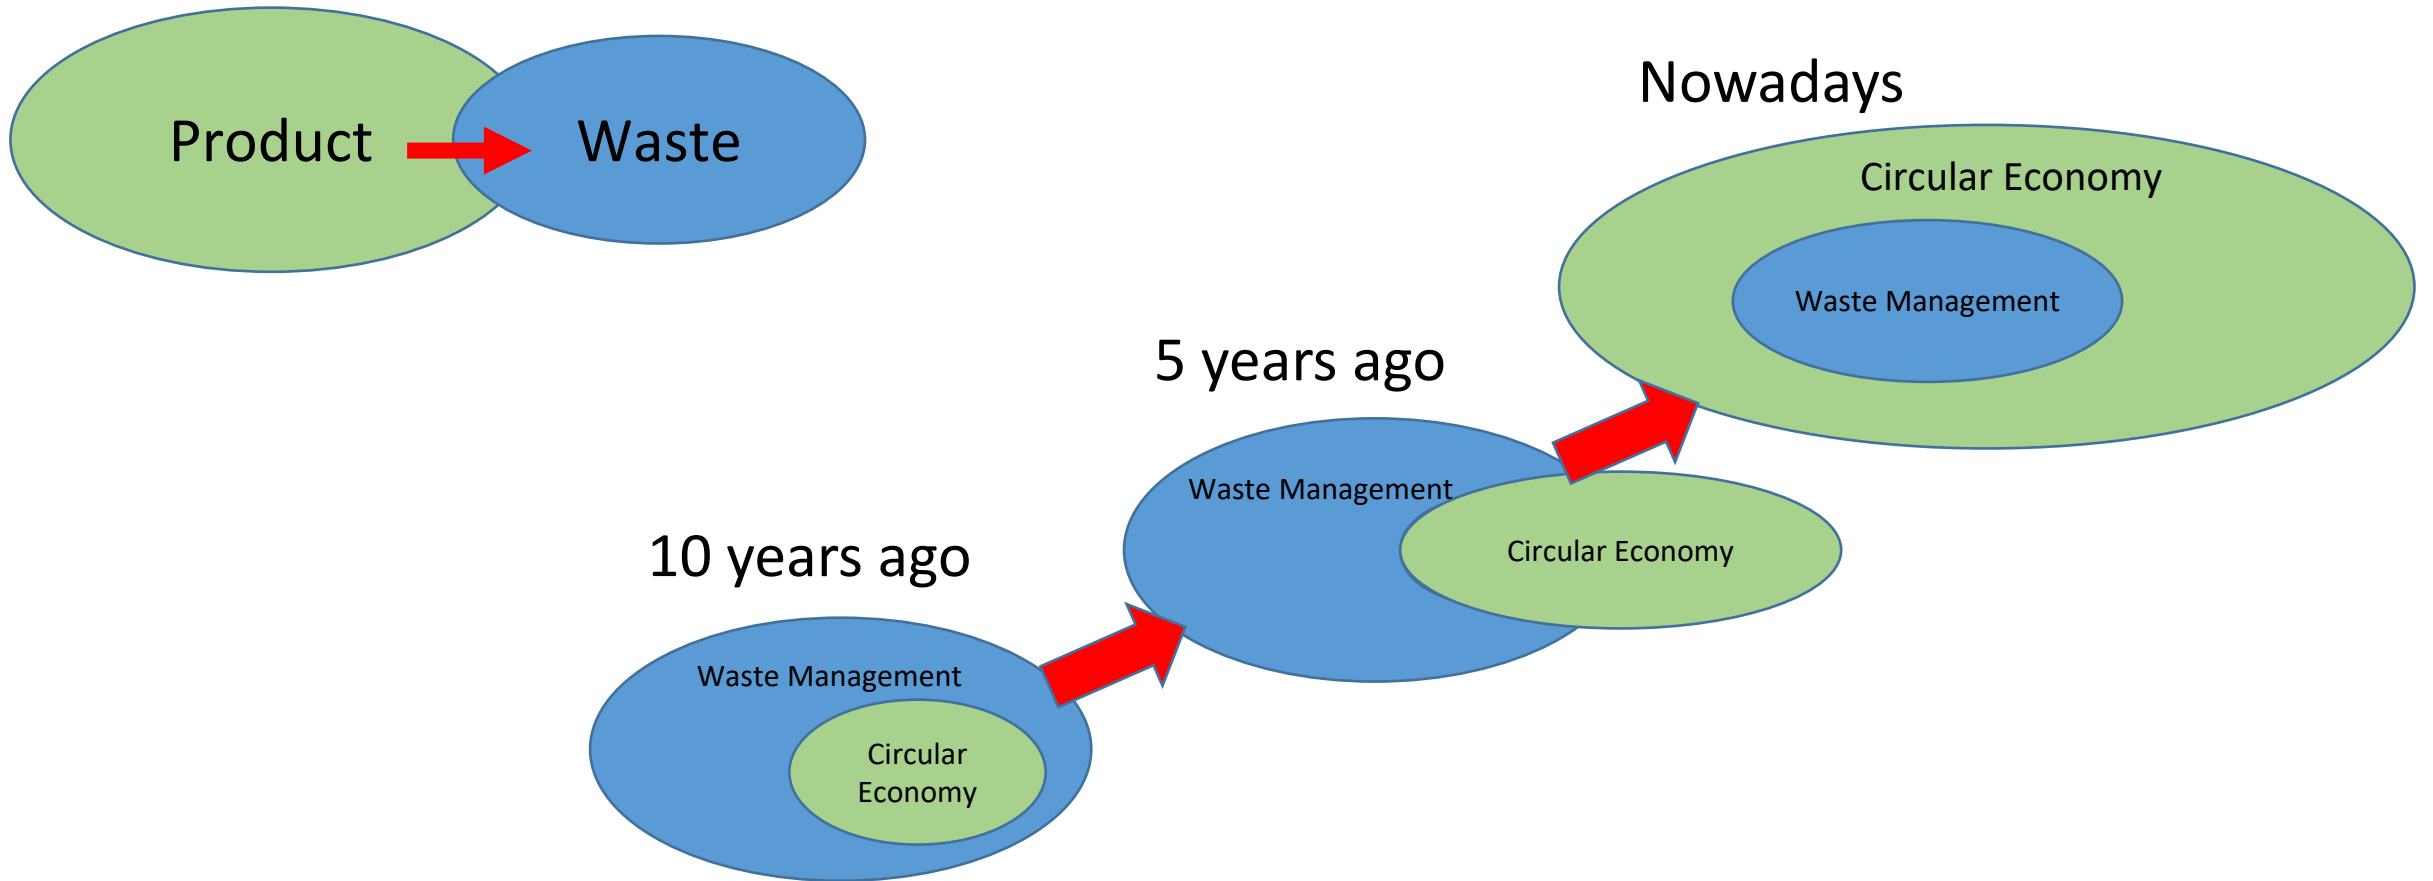 Product
Waste
Nowadays
Circular Economy
Waste Management
5 years ago
Waste Management
Circular Economy
10 years ago
Waste Management
Circular
Economy